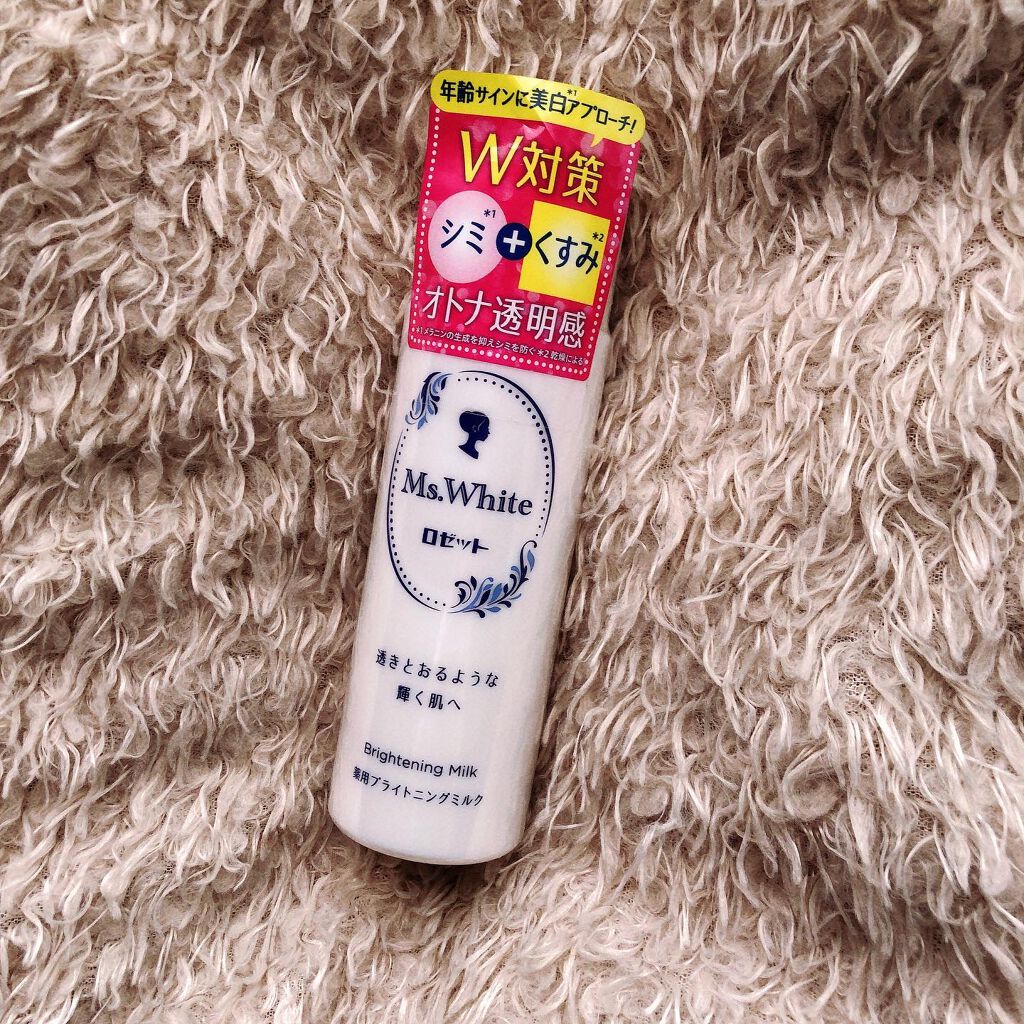 年齢サインに美白*1アプローチ!
W対策
シミ*1+くすみ*2
オトナ透明感
*1メラニンの生成を抑えシミを防ぐ *2 乾燥による
Ms.White
ロゼット
透きとおるような
輝く肌へ
Brightening Milk
薬用ブライトニングミルク